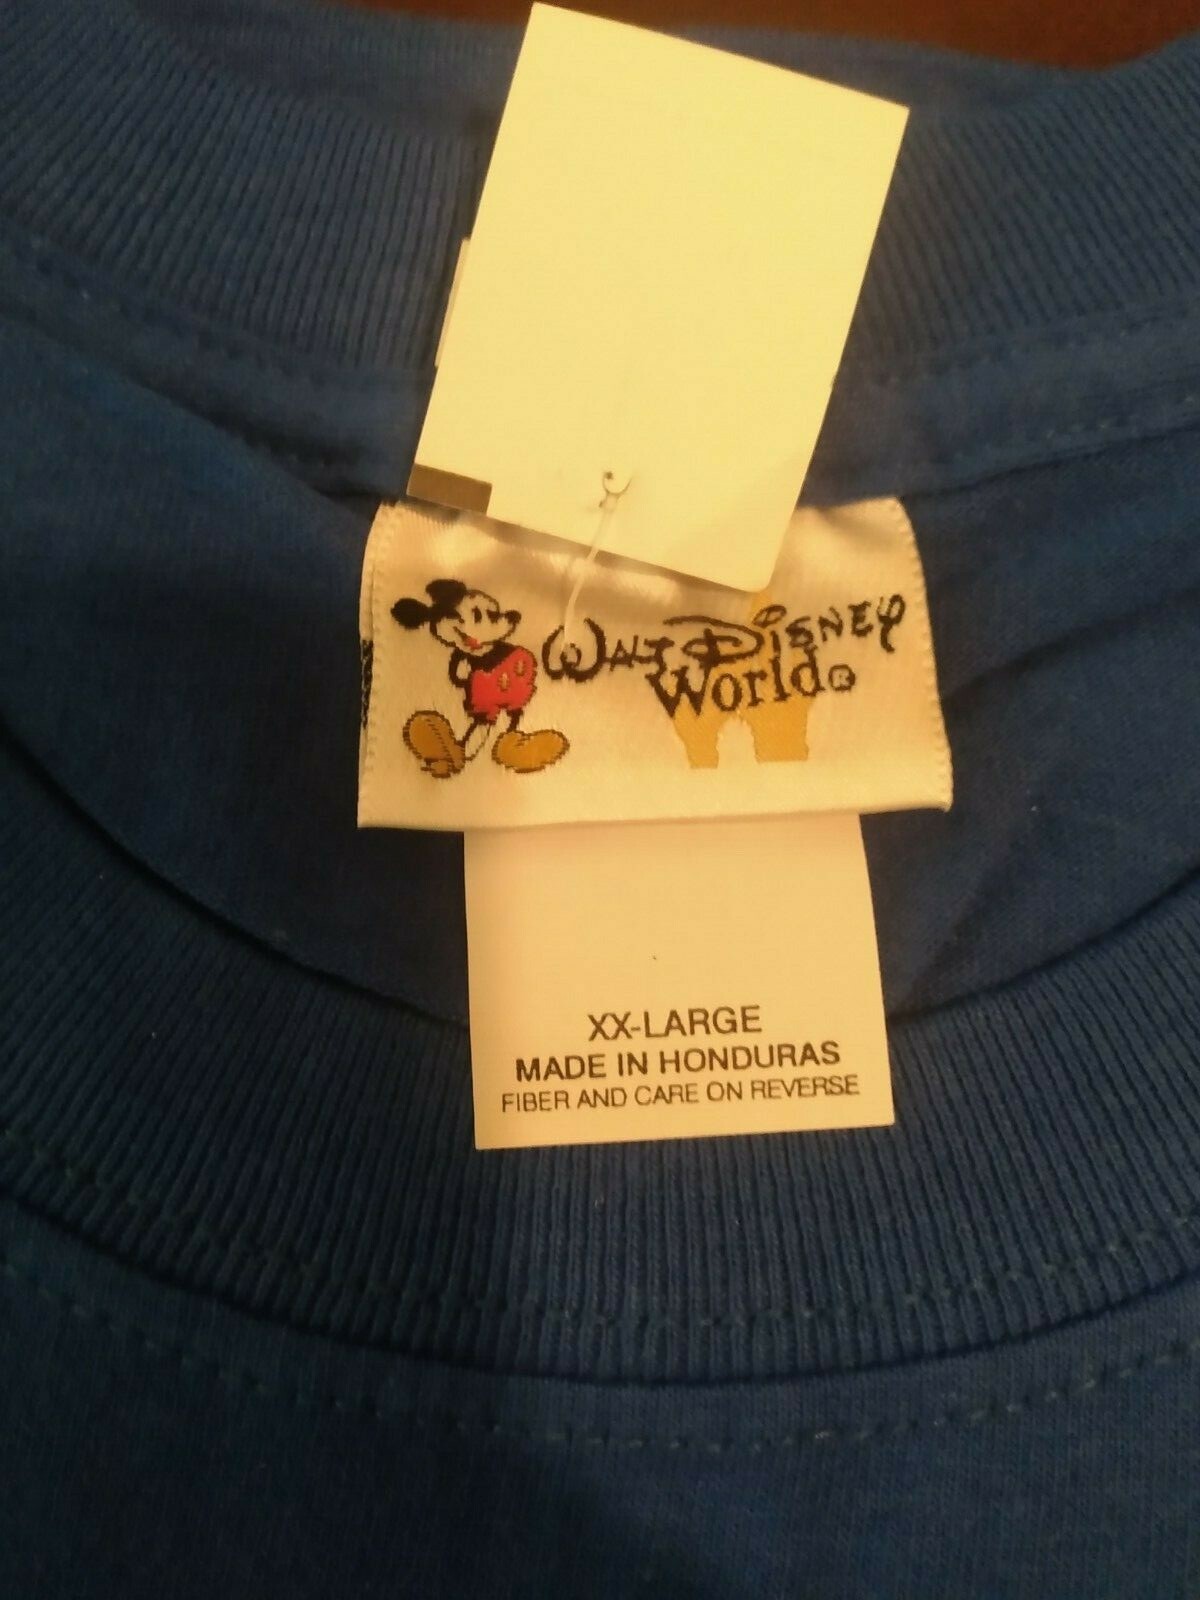 Walt Disney
World®
XX-LARGE
MADE IN HONDURAS
FIBER AND CARE ON REVERSE